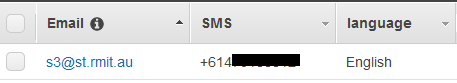 Email SMS language
s3@st.rmit.au +614 English